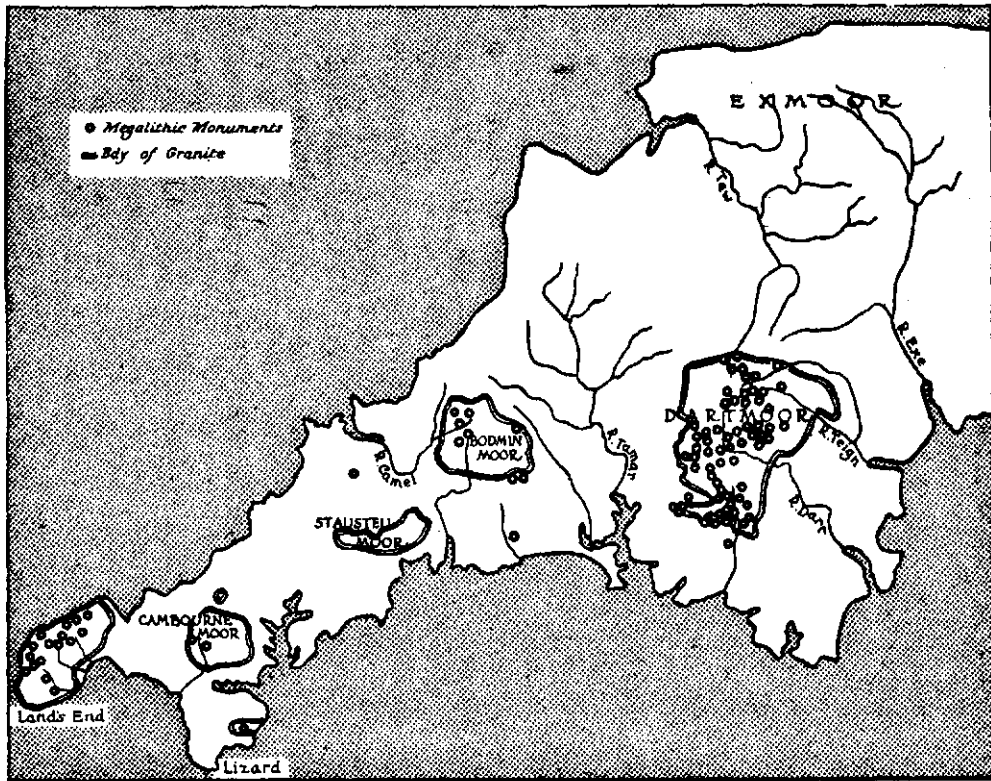 EXMOOR
Megalithic Monuments
Bdy of Granite
R. Taw
R. Exe
DARTMOOR
R. Teign
BODMIN
MOOR
R. Tamar
R. Camel
R. Dart
ST AUSTELL
MOOR
CAMBOURNE
MOOR
Land's End
Lizard